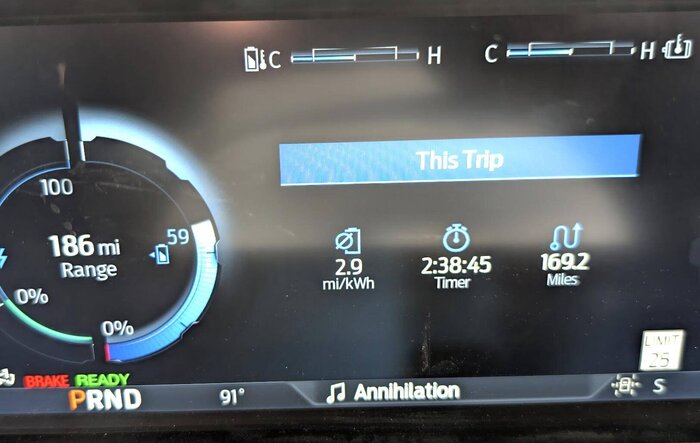 C H C H
This Trip
100
186 mi
Range
59
0%
0%
2.9
mi/kWh
2:38:45
Timer
169.2
Miles
LIMIT
25
BRAKE READY
PRND
91°
Annihilation
S